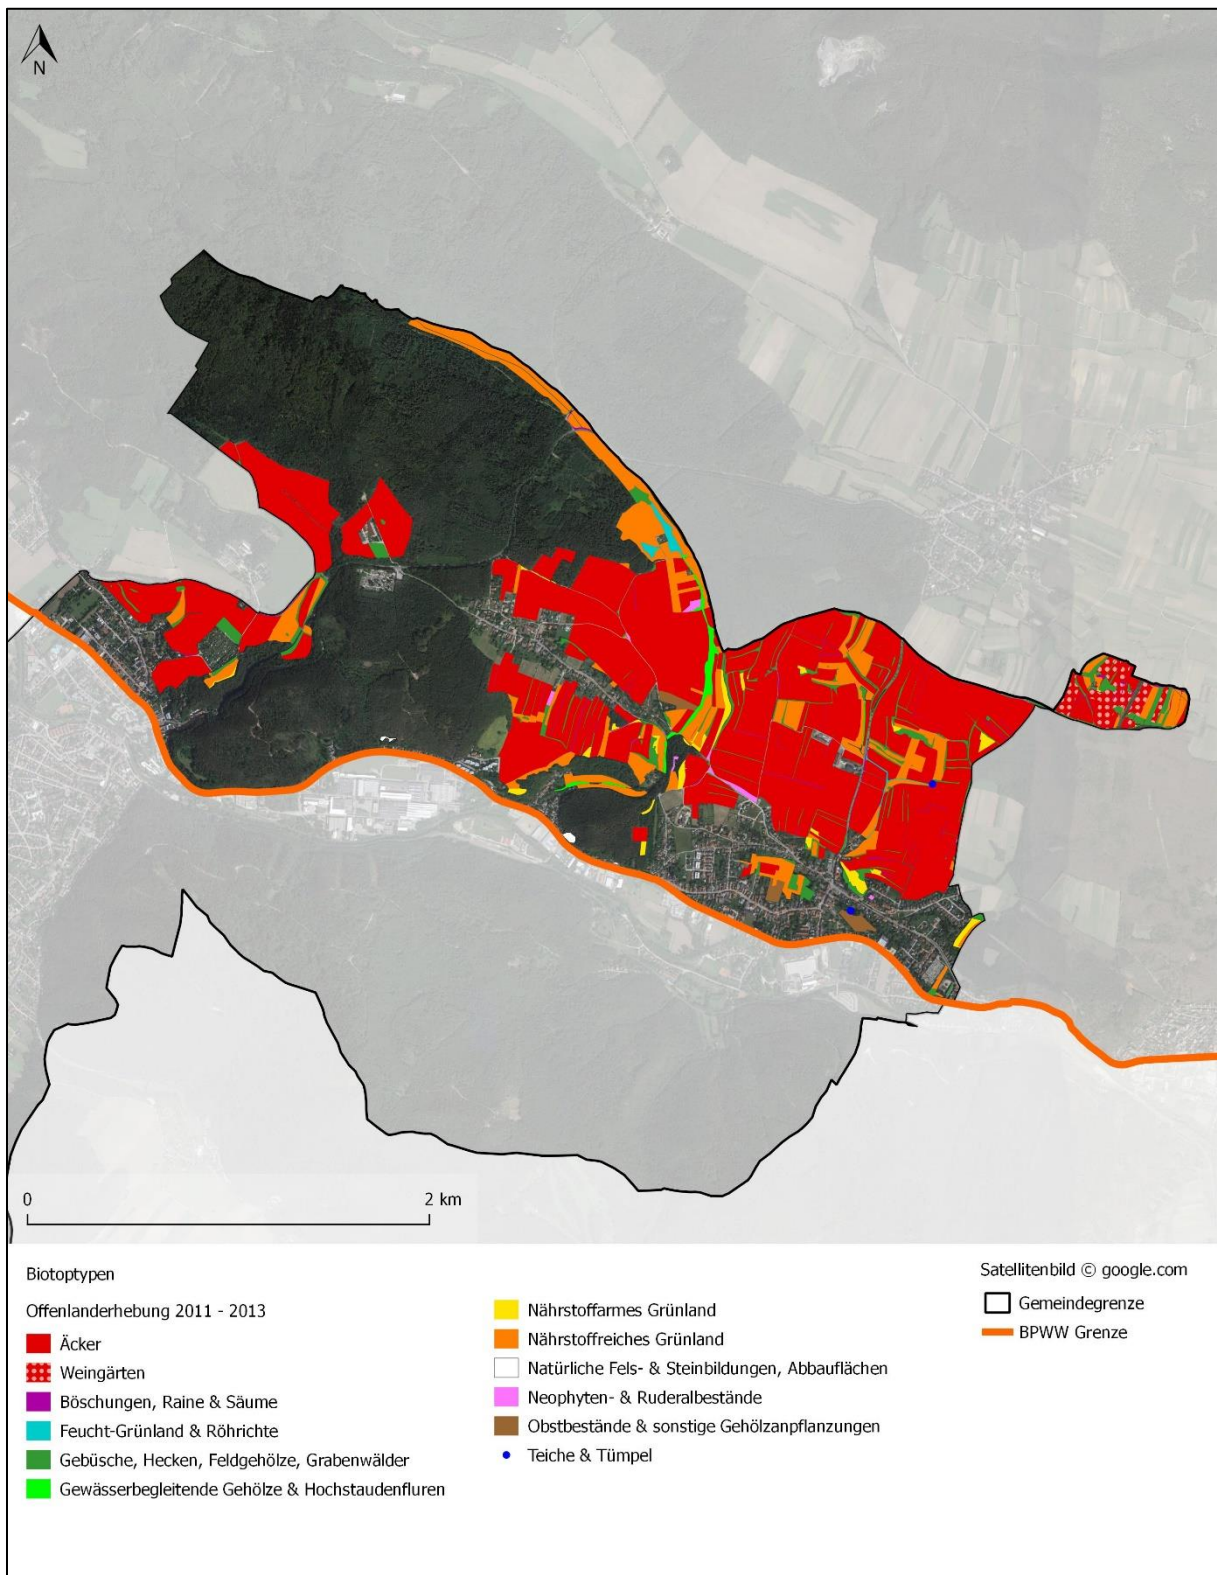 N
0 2 km
Biotoptypen
Offenlanderhebung 2011 - 2013
Äcker
Weingärten
Böschungen, Raine & Säume
Feucht-Grünland & Röhrichte
Gebüsche, Hecken, Feldgehölze, Grabenwälder
Gewässerbegleitende Gehölze & Hochstaudenfluren
Nährstoffarmes Grünland
Nährstoffreiches Grünland
Natürliche Fels- & Steinbildungen, Abbauflächen
Neophyten- & Ruderalbestände
Obstbestände & sonstige Gehölzanpflanzungen
Teiche & Tümpel
Satellitenbild © google.com
Gemeindegrenze
BPWW Grenze